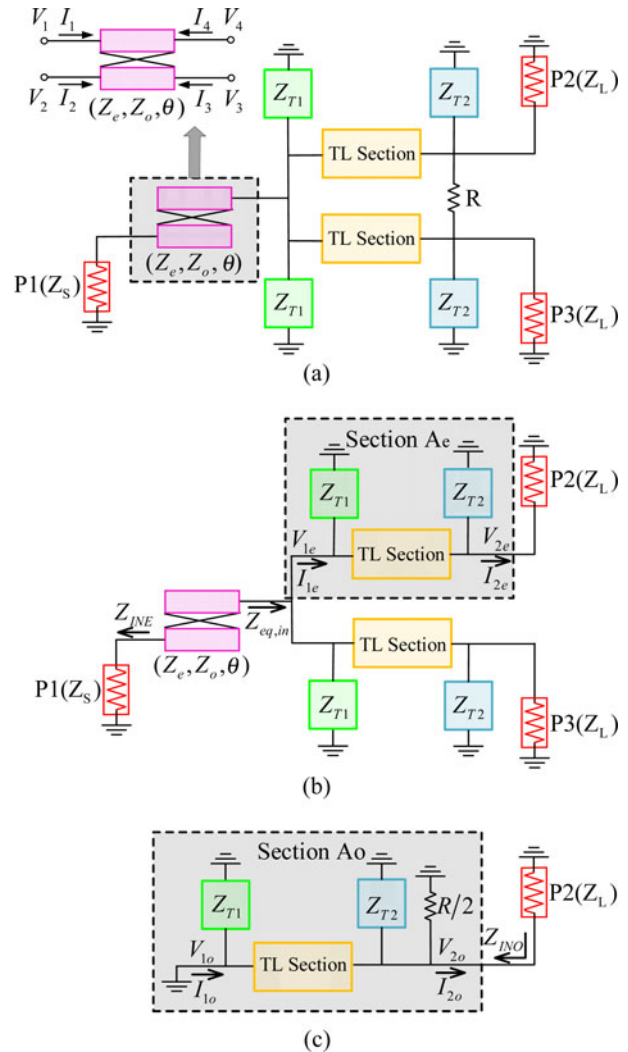 V1 I1 I4 V4
V2 I2 I3 V3
(Ze, Zo, θ)
ZT1 ZT2 P2(ZL)
TL Section
R
TL Section
(Ze, Zo, θ)
P1(ZS)
ZT1 ZT2 P3(ZL)
(a)
Section Ae
ZT1 ZT2 P2(ZL)
V1e TL Section V2e
I1e I2e
ZINE Zeq,in
(Ze, Zo, θ)
TL Section
P1(ZS)
ZT1 ZT2 P3(ZL)
(b)
Section Ao
ZT1 ZT2 R/2 P2(ZL)
V1o TL Section V2o ZINO
I1o I2o
(c)